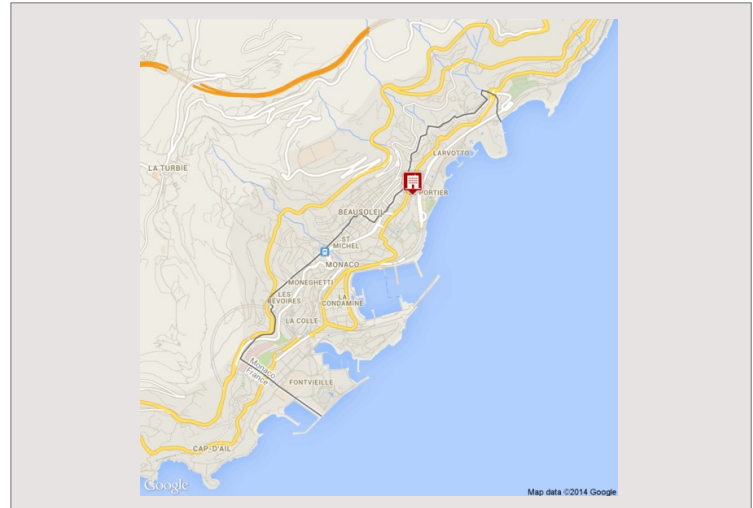 LARVOTTO
LA TURBIE
PORTIER
BEAUSOLEIL
ST
MICHEL
MONACO
MONEGHETTI
LES
RÉVOIRES
LA
CONDAMINE
LA COLLE
Monaco
France
FONTVIEILLE
CAP-D'AIL
Google
Map data ©2014 Google